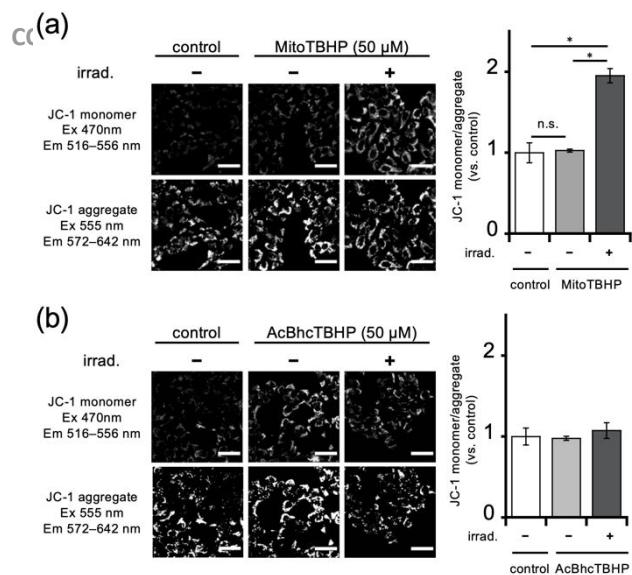 (a)
control MitoTBHP (50 µM)
irrad. − − +
JC-1 monomer
Ex 470nm
Em 516–556 nm
JC-1 aggregate
Ex 555 nm
Em 572–642 nm
JC-1 monomer/aggregate
(vs. control)
2
1
0
*
*
n.s.
irrad. − − +
control MitoTBHP
(b)
control AcBhcTBHP (50 µM)
irrad. − − +
JC-1 monomer
Ex 470nm
Em 516–556 nm
JC-1 aggregate
Ex 555 nm
Em 572–642 nm
JC-1 monomer/aggregate
(vs. control)
2
1
0
irrad. − − +
control AcBhcTBHP